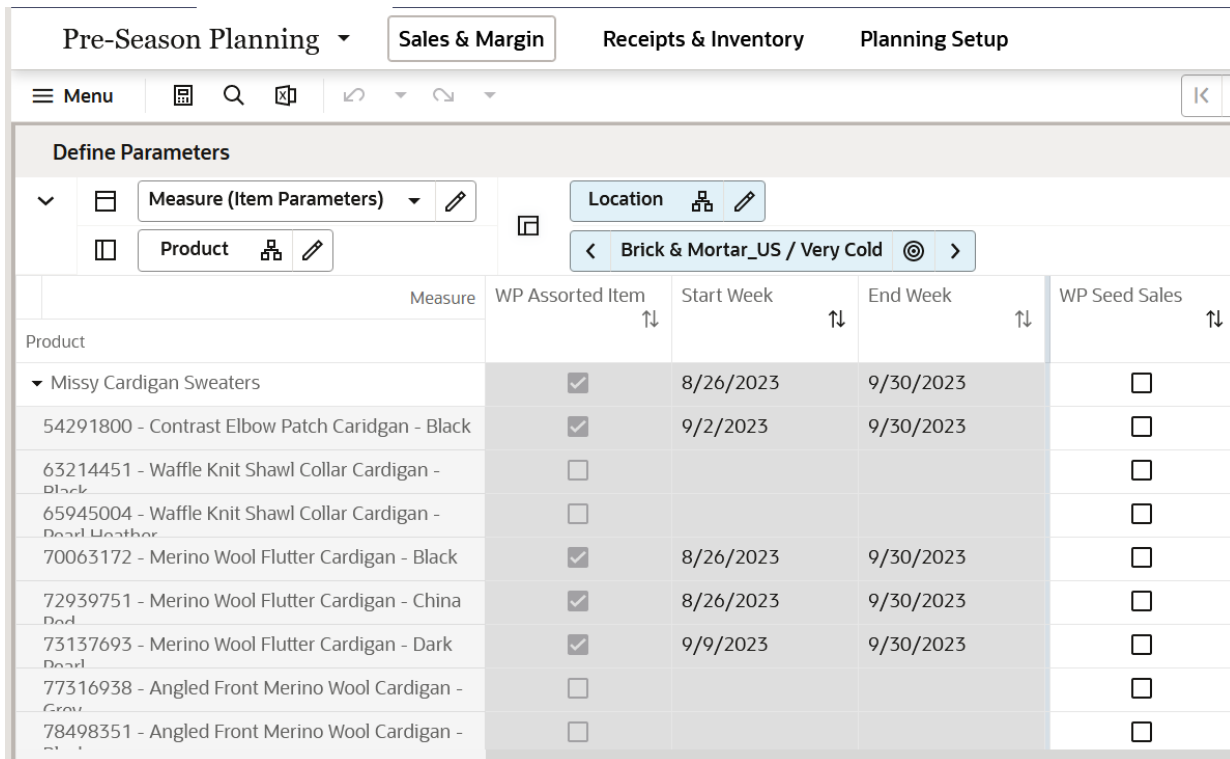 Pre-Season Planning Sales & Margin Receipts & Inventory Planning Setup
Menu
Define Parameters
Measure (Item Parameters) Location
Product Brick & Mortar_US / Very Cold
Measure WP Assorted Item Start Week End Week WP Seed Sales
Product
Missy Cardigan Sweaters 8/26/2023 9/30/2023
54291800 - Contrast Elbow Patch Caridgan - Black 9/2/2023 9/30/2023
63214451 - Waffle Knit Shawl Collar Cardigan -
Black
65945004 - Waffle Knit Shawl Collar Cardigan -
Pearl Heather
70063172 - Merino Wool Flutter Cardigan - Black 8/26/2023 9/30/2023
72939751 - Merino Wool Flutter Cardigan - China 8/26/2023 9/30/2023
Red
73137693 - Merino Wool Flutter Cardigan - Dark 9/9/2023 9/30/2023
Pearl
77316938 - Angled Front Merino Wool Cardigan -
Grey
78498351 - Angled Front Merino Wool Cardigan -